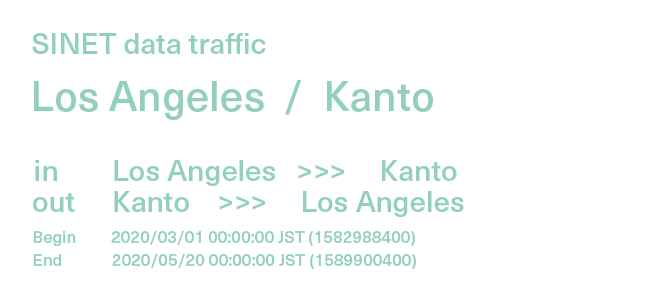 SINET data traffic
Los Angeles / Kanto
in Los Angeles >>> Kanto
out Kanto >>> Los Angeles
Begin 2020/03/01 00:00:00 JST (1582988400)
End 2020/05/20 00:00:00 JST (1589900400)